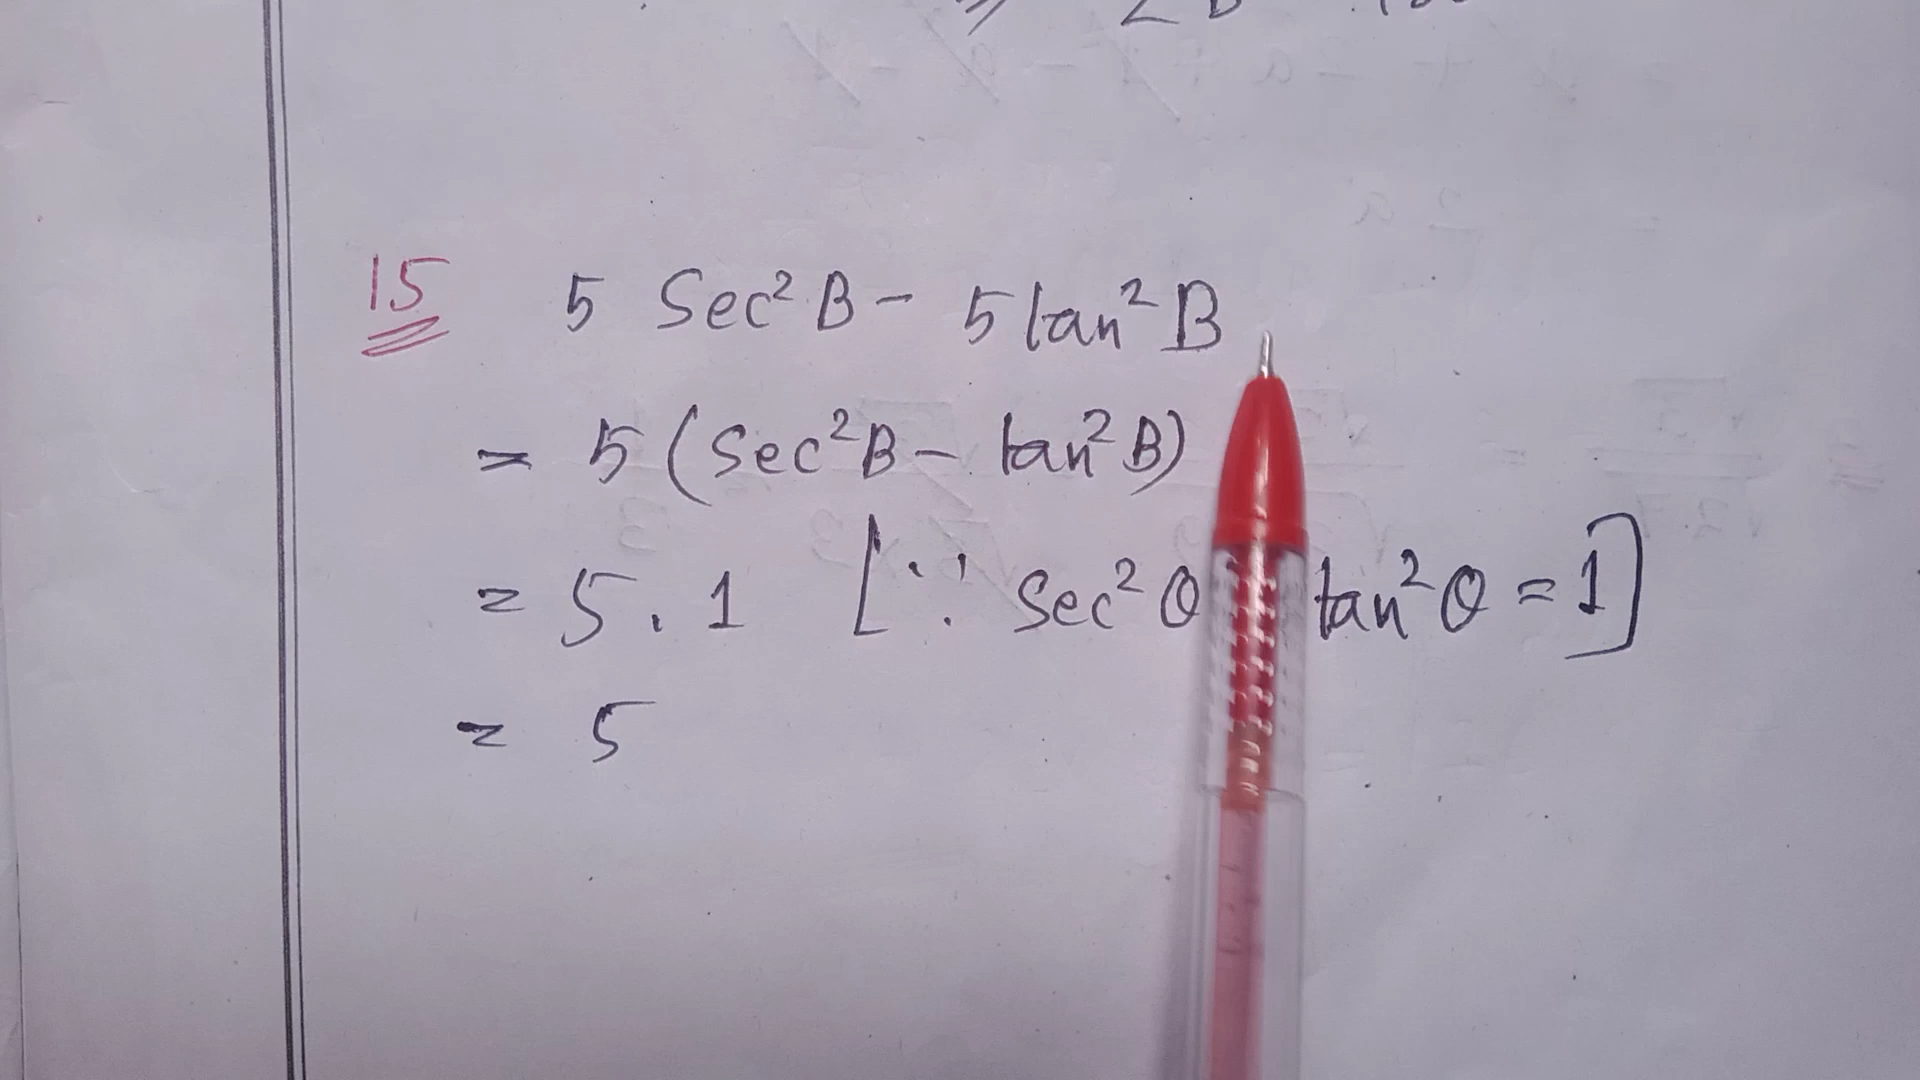 15 5 Sec² B - 5 tan² B
= 5 (Sec² B - tan² B)
= 5 . 1 [∵ Sec² θ tan² θ = 1]
= 5